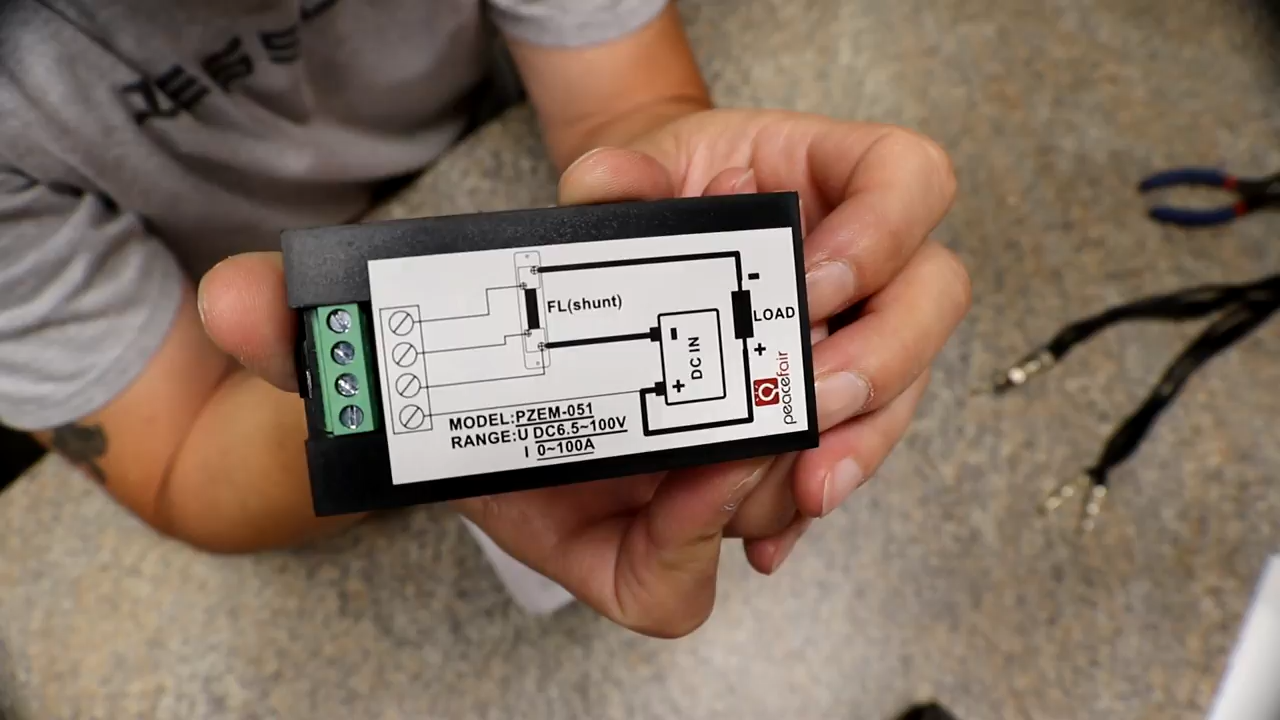 FL(shunt)
-
LOAD
+
- DC IN +
peacefair
MODEL:PZEM-051
RANGE:U DC6.5~100V
I 0~100A